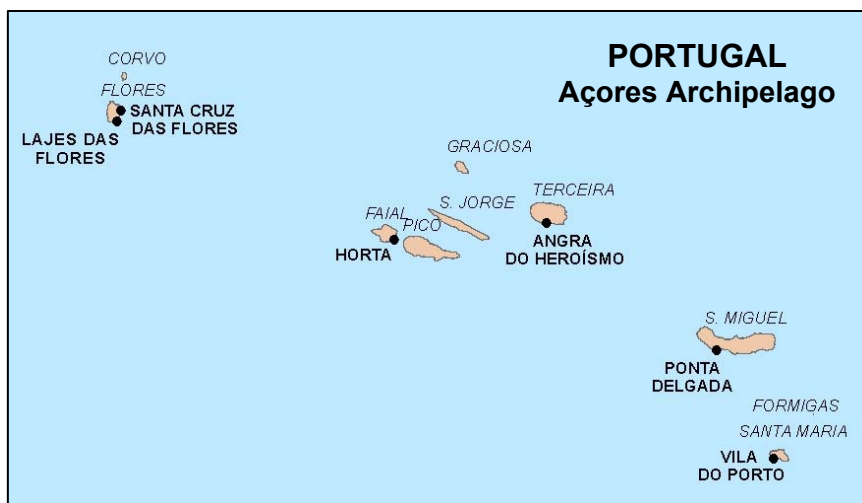 PORTUGAL
Açores Archipelago
CORVO
FLORES
SANTA CRUZ
DAS FLORES
LAJES DAS
FLORES
GRACIOSA
TERCEIRA
S. JORGE
FAIAL
PICO
HORTA
ANGRA
DO HEROÍSMO
S. MIGUEL
PONTA
DELGADA
FORMIGAS
SANTA MARIA
VILA
DO PORTO